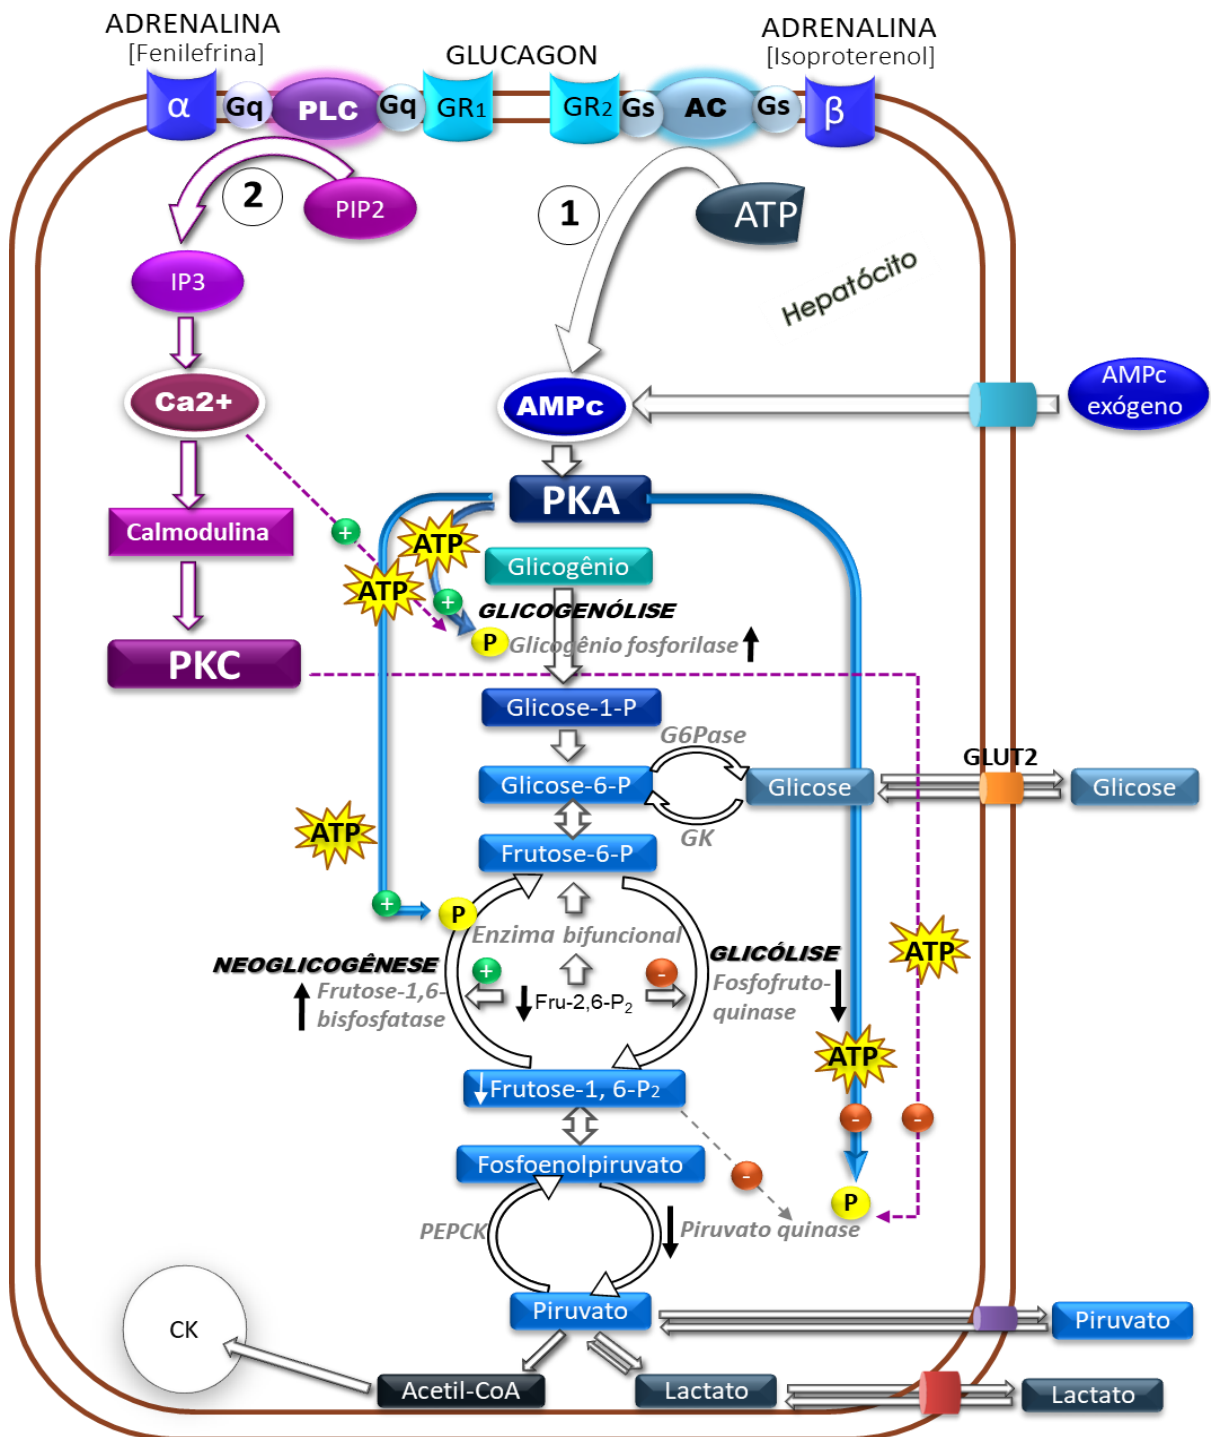 ADRENALINA
[Fenilefrina]
GLUCAGON
ADRENALINA
[Isoproterenol]
α
Gq
PLC
Gq
GR1
GR2
Gs
AC
Gs
β
2
PIP2
1
ATP
IP3
Hepatócito
Ca2+
AMPc
AMPc
exógeno
PKA
Calmodulina
+
ATP
Glicogênio
ATP
+
GLICOGENÓLISE
P
Glicogênio fosforilase
PKC
Glicose-1-P
G6Pase
GLUT2
Glicose-6-P
Glicose
Glicose
ATP
GK
Frutose-6-P
+
P
Enzima bifuncional
ATP
NEOGLICOGÊNESE
GLICÓLISE
+
-
Frutose-1,6-
bisfosfatase
Fru-2,6-P2
Fosfofruto-
quinase
ATP
Frutose-1, 6-P2
-
-
Fosfoenolpiruvato
-
P
PEPCK
Piruvato quinase
Piruvato
Piruvato
CK
Acetil-CoA
Lactato
Lactato